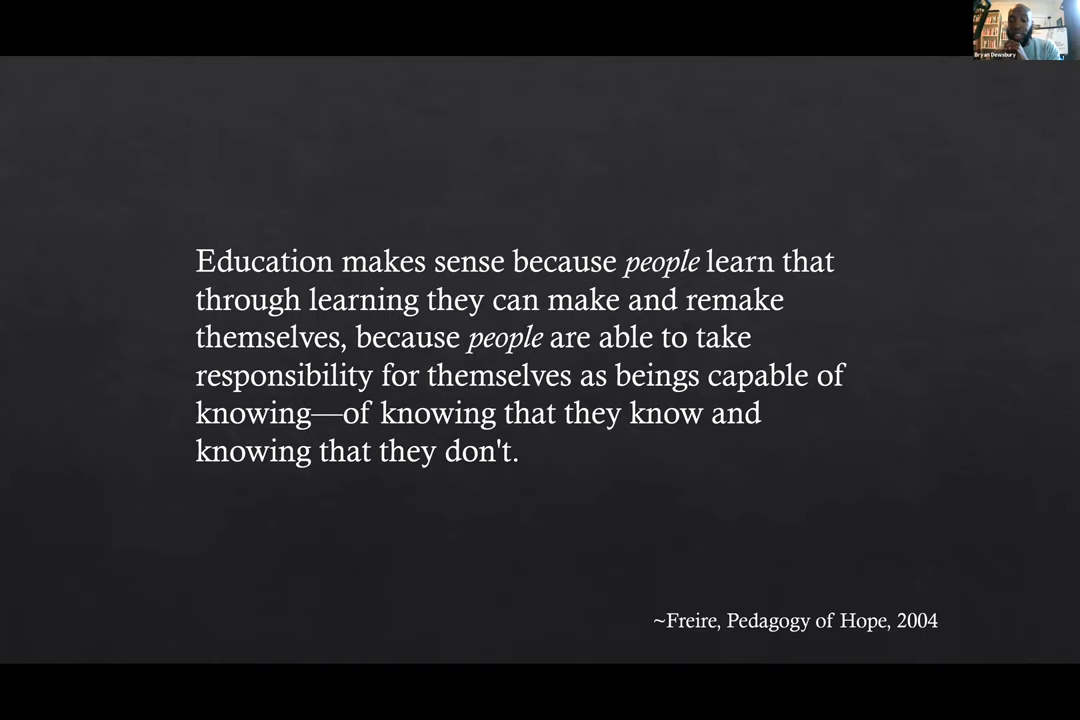 Bryan Dewsbury
Education makes sense because people learn that
through learning they can make and remake
themselves, because people are able to take
responsibility for themselves as beings capable of
knowing—of knowing that they know and
knowing that they don't.
~Freire, Pedagogy of Hope, 2004